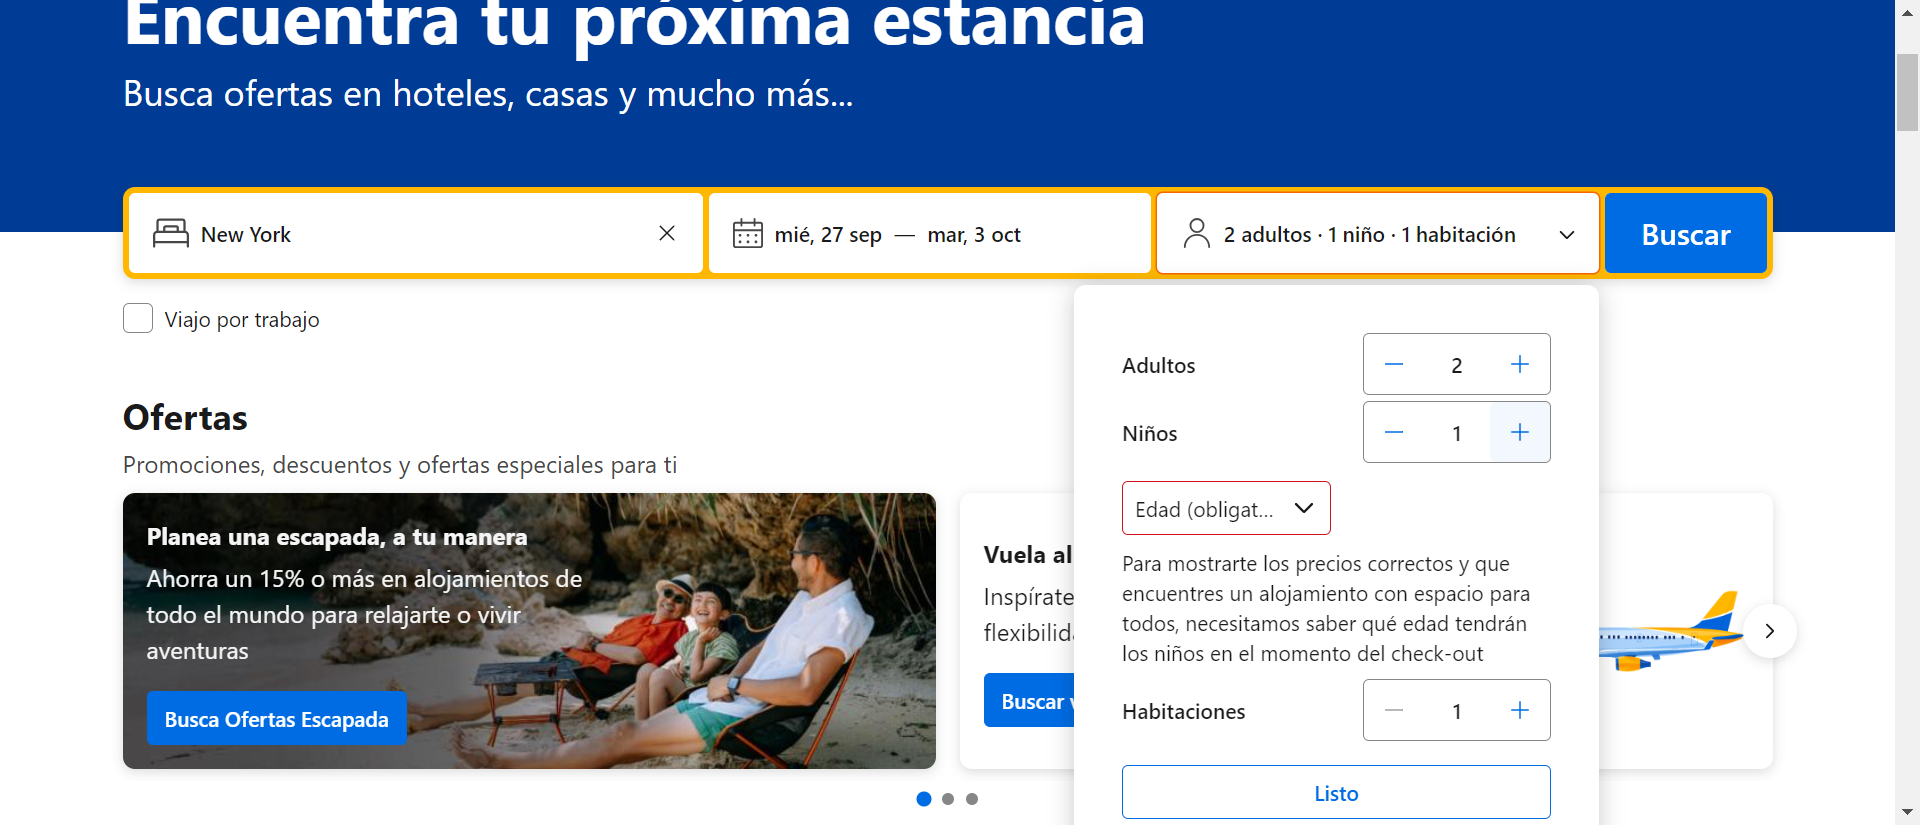 Encuentra tu próxima estancia
Busca ofertas en hoteles, casas y mucho más...
New York
mié, 27 sep — mar, 3 oct
2 adultos · 1 niño · 1 habitación
Buscar
Viajo por trabajo
Adultos
2
Niños
1
Edad (obligat...
Para mostrarte los precios correctos y que
encuentres un alojamiento con espacio para
todos, necesitamos saber qué edad tendrán
los niños en el momento del check-out
Habitaciones
1
Listo
Ofertas
Promociones, descuentos y ofertas especiales para ti
Planea una escapada, a tu manera
Ahorra un 15% o más en alojamientos de
todo el mundo para relajarte o vivir
aventuras
Busca Ofertas Escapada
Vuela al
Inspírate
flexibilid
Buscar